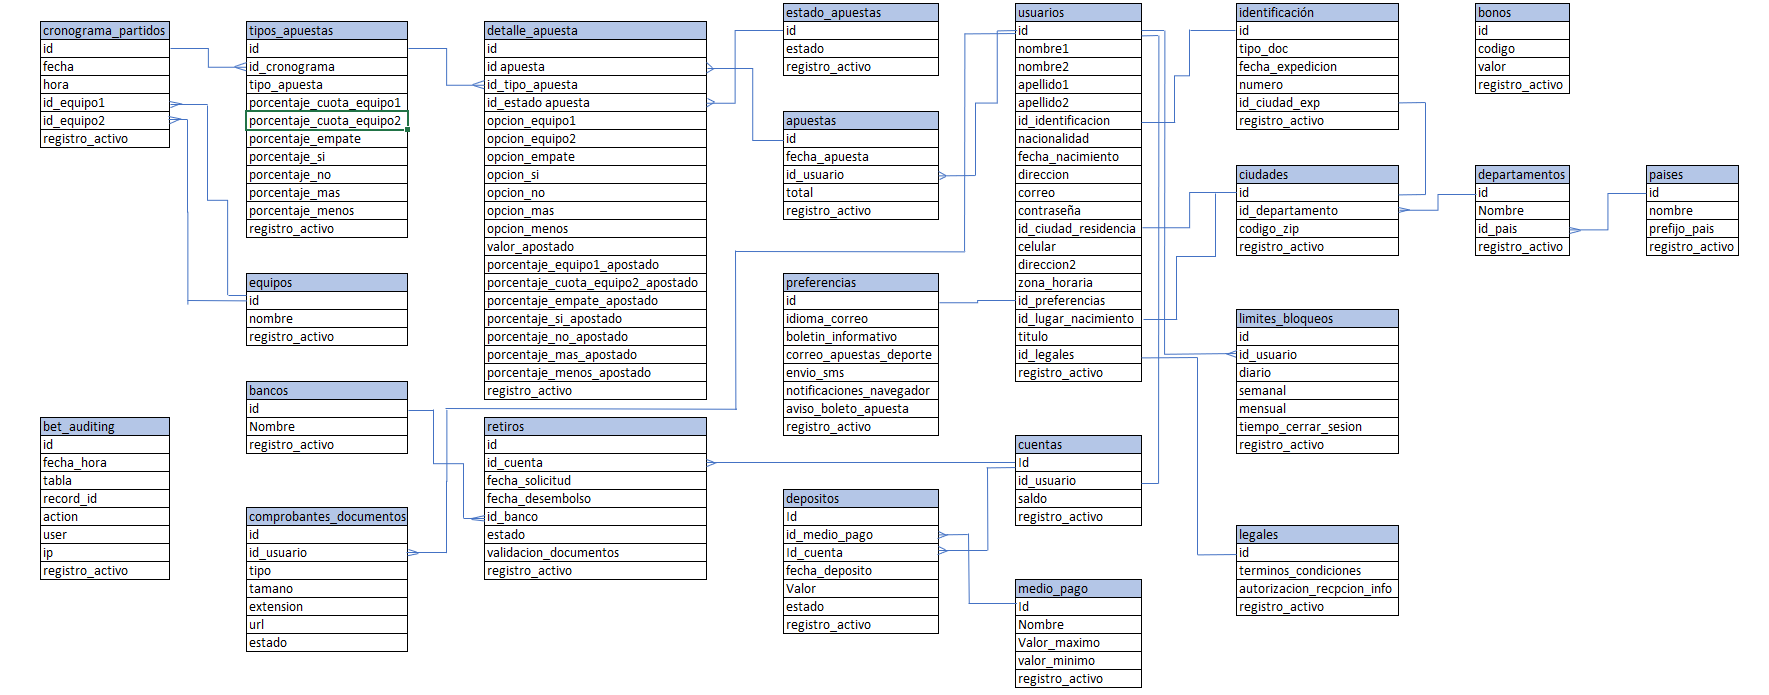 cronograma_partidos
id
fecha
hora
id_equipo1
id_equipo2
registro_activo
tipos_apuestas
id
id_cronograma
tipo_apuesta
porcentaje_cuota_equipo1
porcentaje_cuota_equipo2
porcentaje_empate
porcentaje_si
porcentaje_no
porcentaje_mas
porcentaje_menos
registro_activo
detalle_apuesta
id
id apuesta
id_tipo_apuesta
id_estado apuesta
opcion_equipo1
opcion_equipo2
opcion_empate
opcion_si
opcion_no
opcion_mas
opcion_menos
valor_apostado
porcentaje_equipo1_apostado
porcentaje_cuota_equipo2_apostado
porcentaje_empate_apostado
porcentaje_si_apostado
porcentaje_no_apostado
porcentaje_mas_apostado
porcentaje_menos_apostado
registro_activo
estado_apuestas
id
estado
registro_activo
apuestas
id
fecha_apuesta
id_usuario
total
registro_activo
usuarios
id
nombre1
nombre2
apellido1
apellido2
id_identificacion
nacionalidad
fecha_nacimiento
direccion
correo
contraseña
id_ciudad_residencia
celular
direccion2
zona_horaria
id_preferencias
id_lugar_nacimiento
titulo
id_legales
registro_activo
identificación
id
tipo_doc
fecha_expedicion
numero
id_ciudad_exp
registro_activo
bonos
id
codigo
valor
registro_activo
ciudades
id
id_departamento
codigo_zip
registro_activo
departamentos
id
Nombre
id_pais
registro_activo
paises
id
nombre
prefijo_pais
registro_activo
equipos
id
nombre
registro_activo
preferencias
id
idioma_correo
boletin_informativo
correo_apuestas_deporte
envio_sms
notificaciones_navegador
aviso_boleto_apuesta
registro_activo
limites_bloqueos
id
id_usuario
diario
semanal
mensual
tiempo_cerrar_sesion
registro_activo
bancos
id
Nombre
registro_activo
bet_auditing
id
fecha_hora
tabla
record_id
action
user
ip
registro_activo
retiros
id
id_cuenta
fecha_solicitud
fecha_desembolso
id_banco
estado
validacion_documentos
registro_activo
cuentas
Id
id_usuario
saldo
registro_activo
comprobantes_documentos
id
id_usuario
tipo
tamano
extension
url
estado
depositos
Id
id_medio_pago
Id_cuenta
fecha_deposito
Valor
estado
registro_activo
legales
id
terminos_condiciones
autorizacion_recpcion_info
registro_activo
medio_pago
Id
Nombre
Valor_maximo
valor_minimo
registro_activo